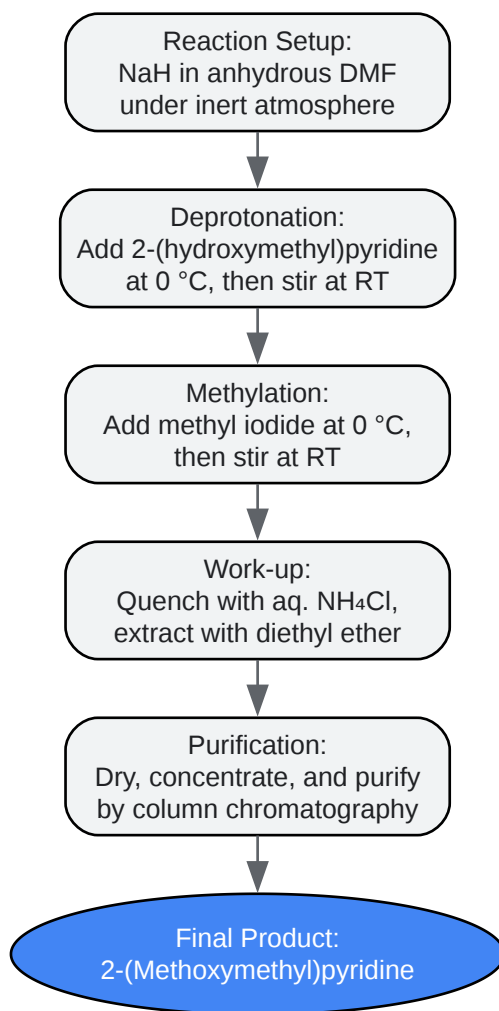 Reaction Setup:
NaH in anhydrous DMF
under inert atmosphere
Deprotonation:
Add 2-(hydroxymethyl)pyridine
at 0 °C, then stir at RT
Methylation:
Add methyl iodide at 0 °C,
then stir at RT
Work-up:
Quench with aq. NH₄Cl,
extract with diethyl ether
Purification:
Dry, concentrate, and purify
by column chromatography
Final Product:
2-(Methoxymethyl)pyridine